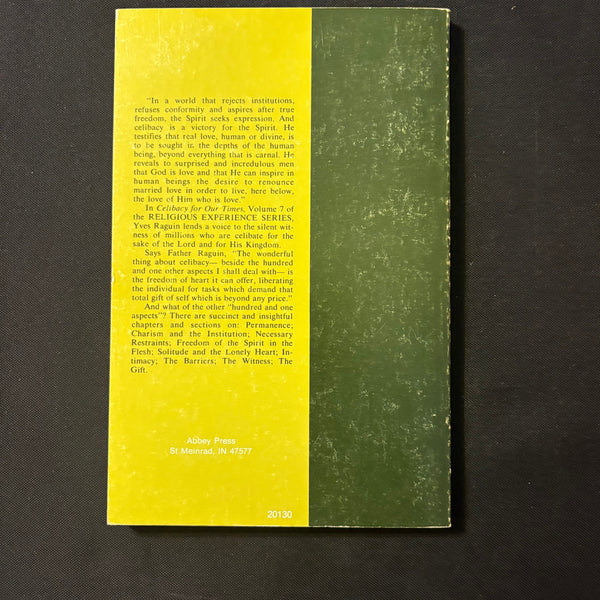 "In a world that rejects institutions,
refuses conformity and aspires after true
freedom, the Spirit seeks expression. And
celibacy is a victory for the Spirit. He
testifies that real love, human or divine, is
to be sought in the depths of the human
being, beyond everything that is carnal. He
reveals to surprised and incredulous men
that God is love and that He can inspire in
human beings the desire to renounce
married love in order to live, here below,
the love of Him who is love."
In Celibacy for Our Times, Volume 7 of
the RELIGIOUS EXPERIENCE SERIES,
Yves Raguin lends a voice to the silent wit-
ness of millions who are celibate for the
sake of the Lord and for His Kingdom.
Says Father Raguin, "The wonderful
thing about celibacy— beside the hundred
and one other aspects I shall deal with— is
the freedom of heart it can offer, liberating
the individual for tasks which demand that
total gift of self which is beyond any price."
And what of the other "hundred and one
aspects"? There are succinct and insightful
chapters and sections on: Permanence;
Charism and the Institution; Necessary
Restraints; Freedom of the Spirit in the
Flesh; Solitude and the Lonely Heart; In-
timacy; The Barriers; The Witness; The
Gift.
Abbey Press
St Meinrad, IN 47577
20130